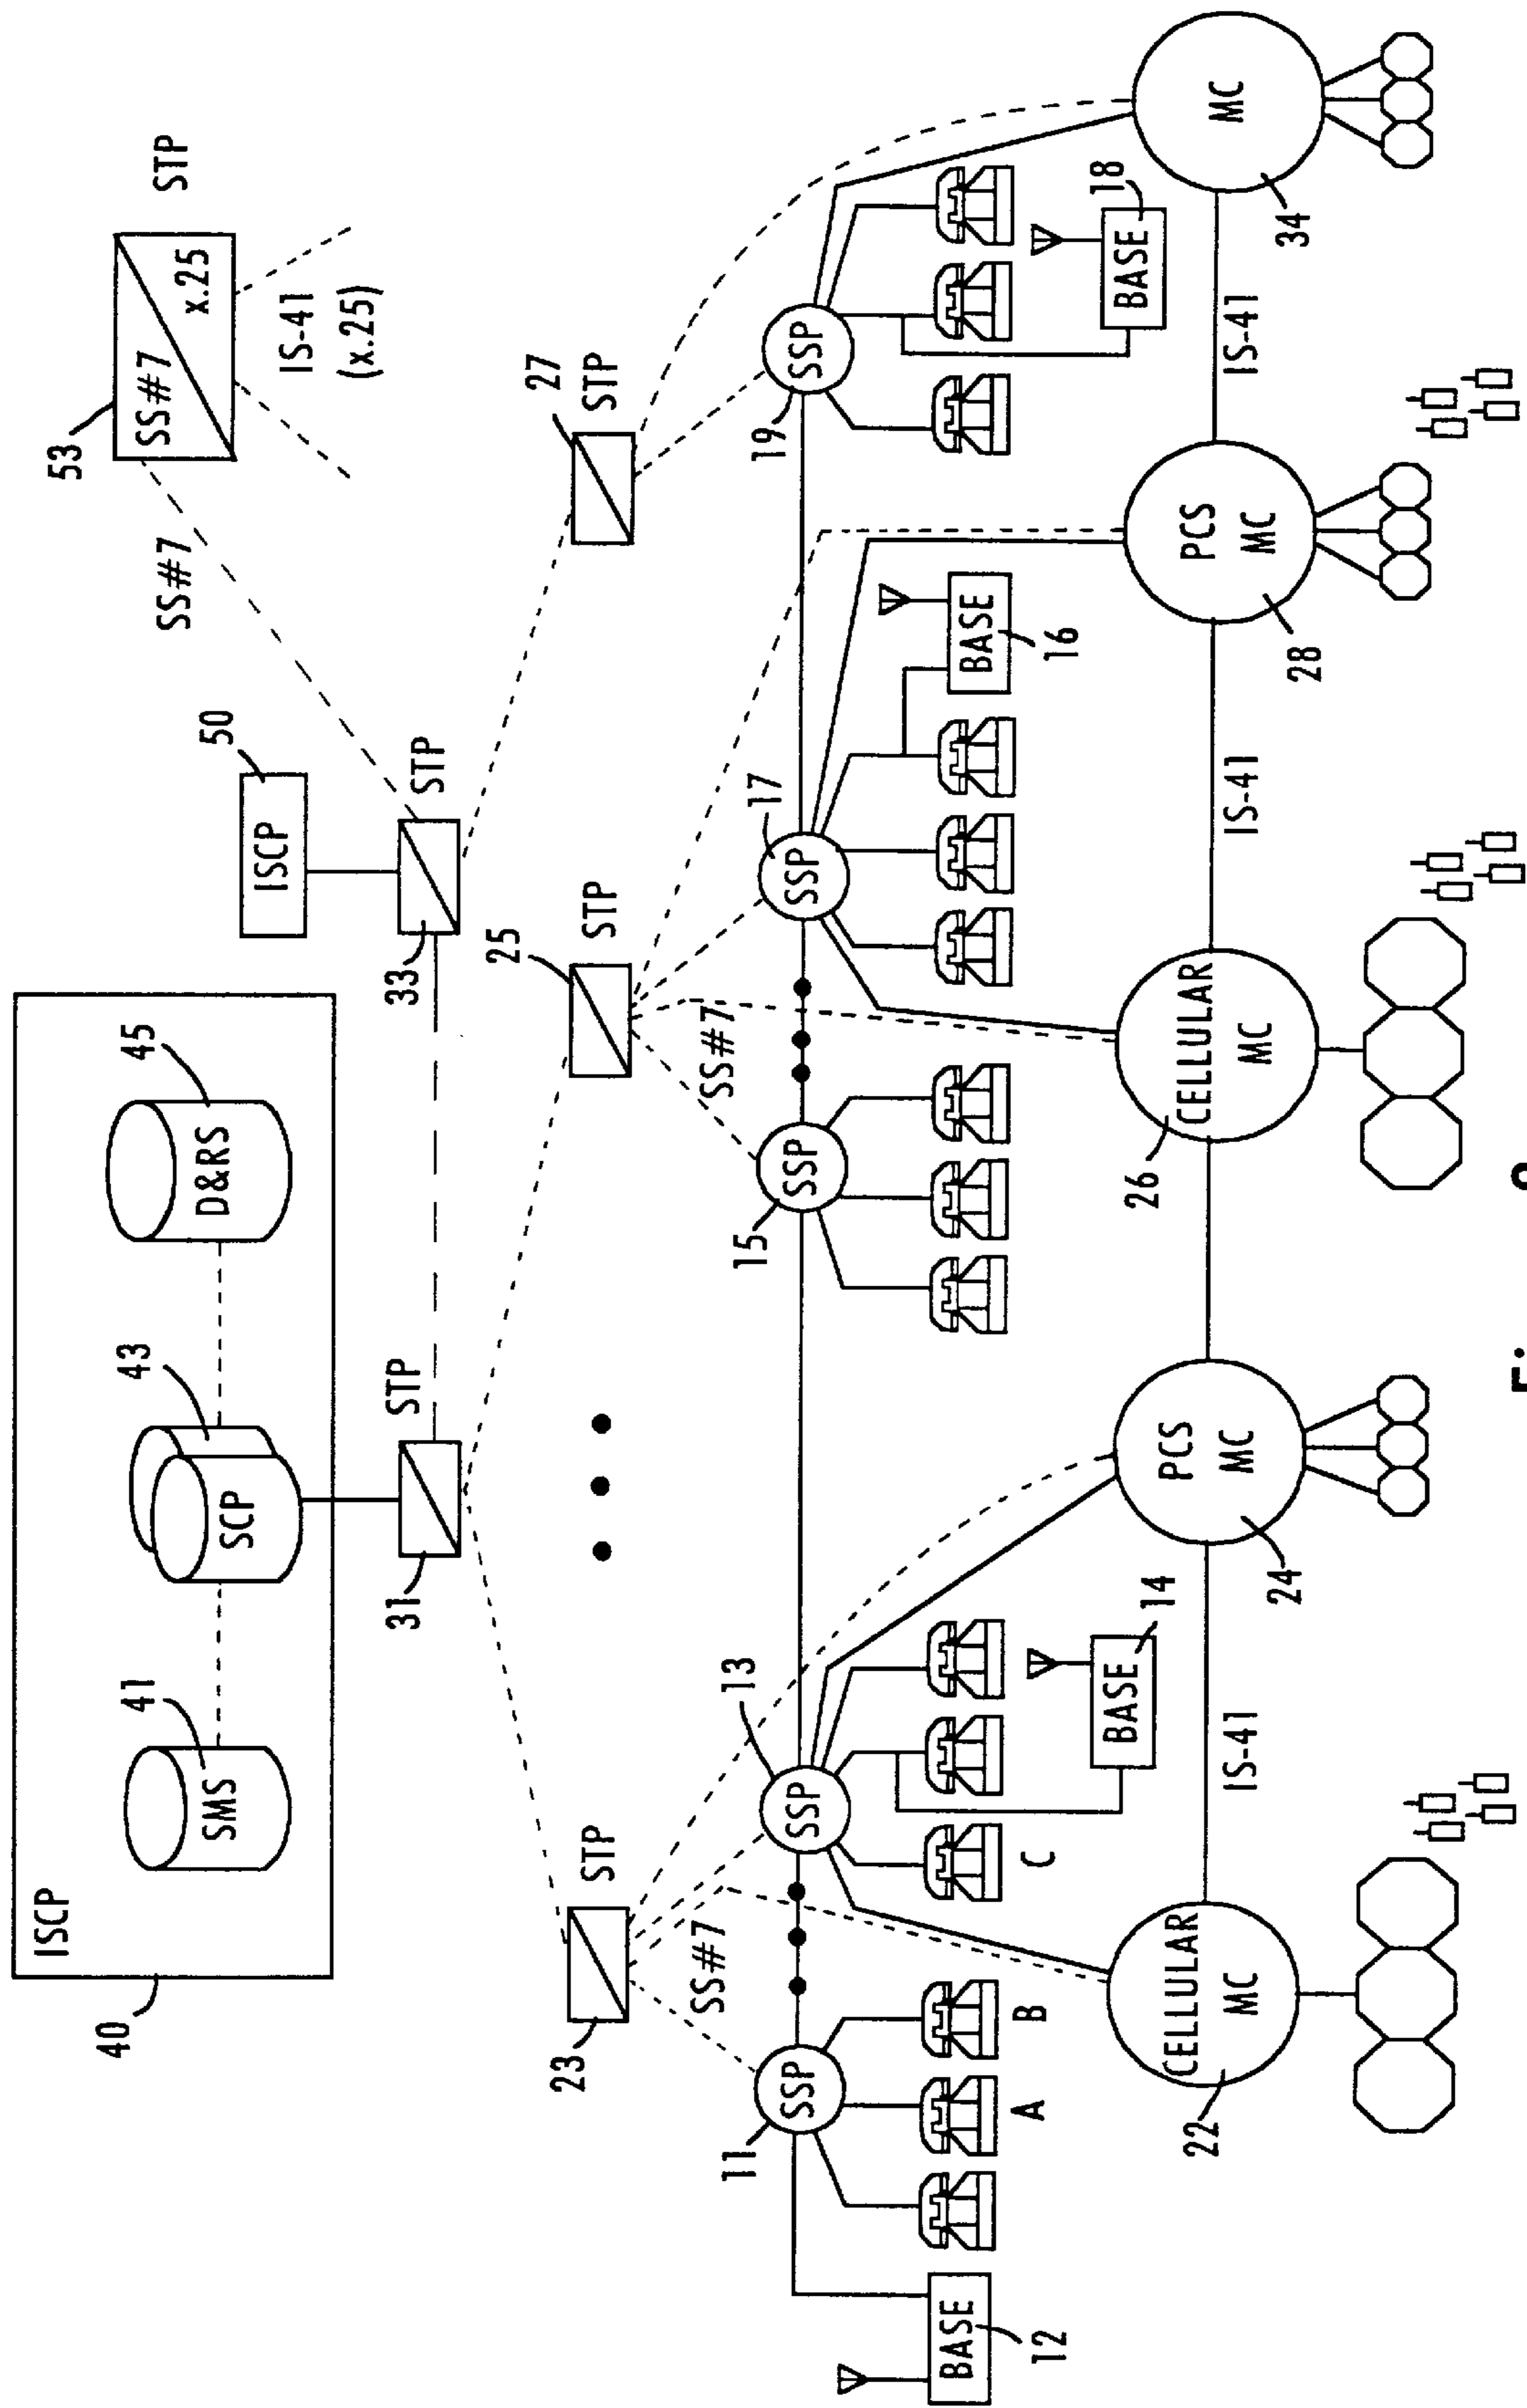 40
ISCP
SMS
41
SCP
43
D&RS
45
ISCP
50
53
SS#7
x.25
STP
SS#7
IS-41
(x.25)
31
STP
33
STP
23
STP
25
STP
27
STP
SS#7
SS#7
11
SSP
13
SSP
15
SSP
17
SSP
19
SSP
BASE
12
A
B
C
BASE
14
BASE
16
BASE
18
CELLULAR
MC
22
IS-41
PCS
MC
24
CELLULAR
MC
26
IS-41
PCS
MC
28
IS-41
MC
34